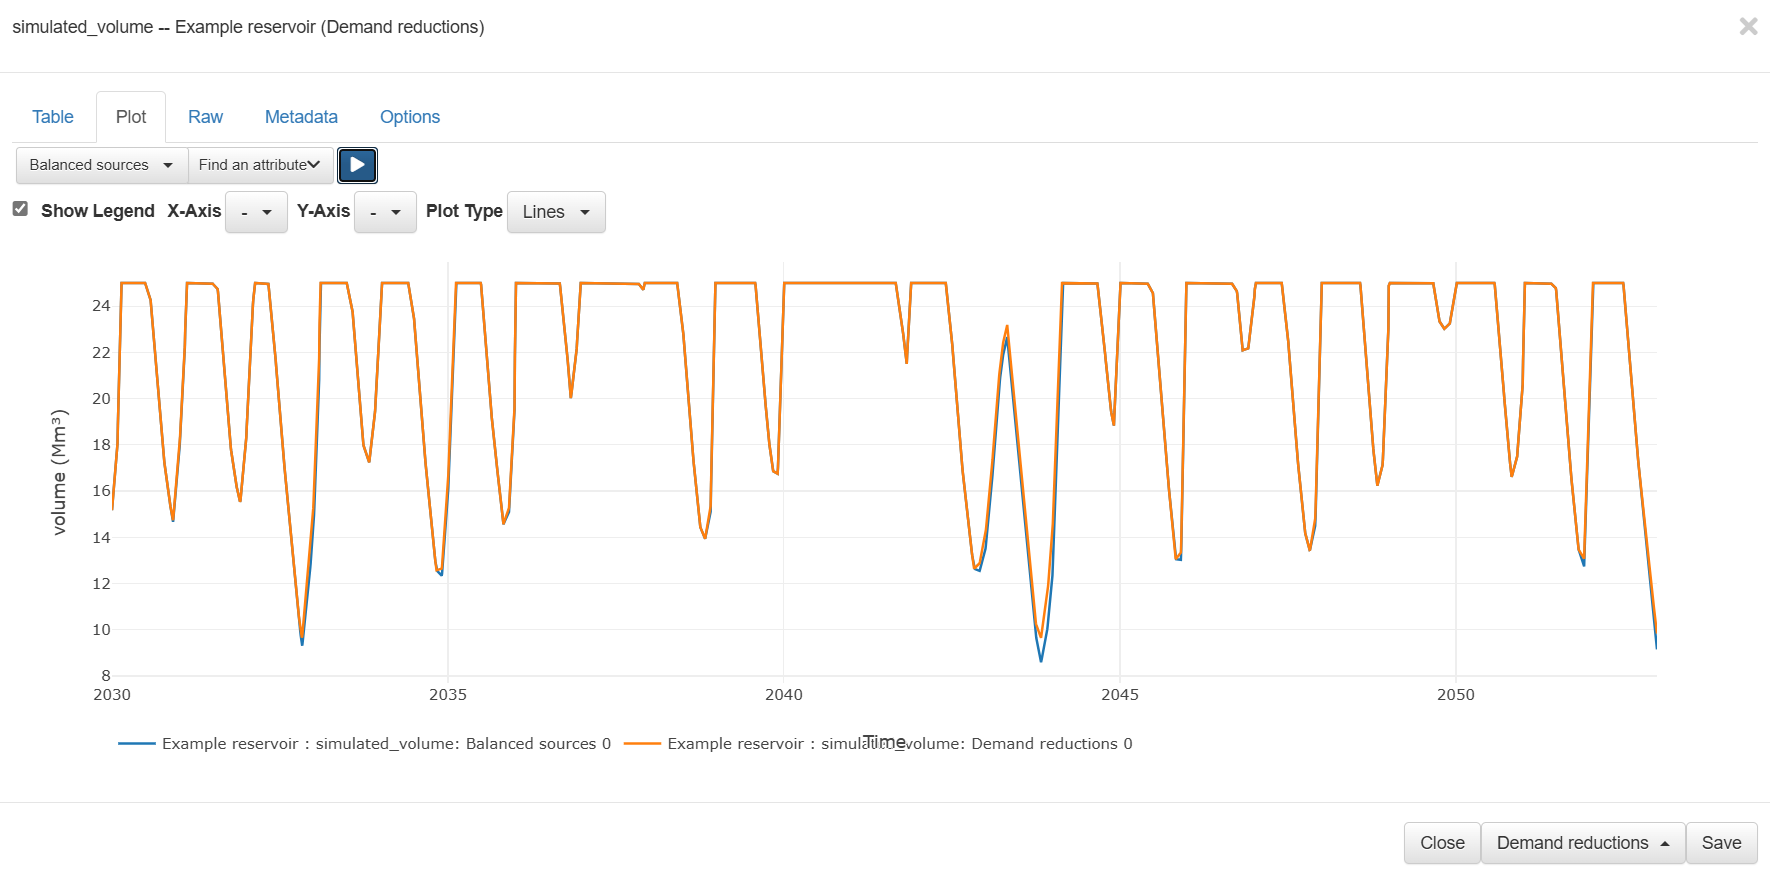 simulated_volume -- Example reservoir (Demand reductions)
×
Table Plot Raw Metadata Options
Balanced sources Find an attribute
Show Legend X-Axis - Y-Axis - Plot Type Lines
volume (Mm³)
24
22
20
18
16
14
12
10
8
2030 2035 2040 2045 2050
Time
Example reservoir : simulated_volume: Balanced sources 0 Example reservoir : simulated_volume: Demand reductions 0
Close Demand reductions Save